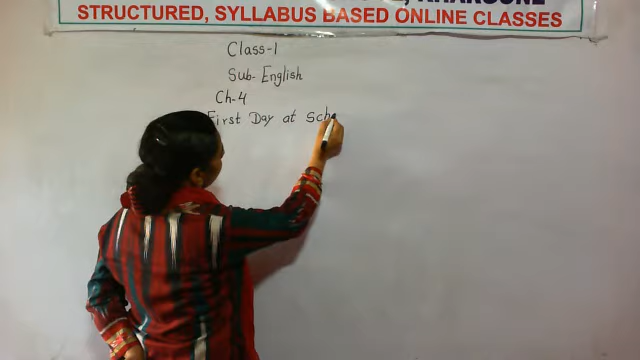 STRUCTURED, SYLLABUS BASED ONLINE CLASSES
Class-1
Sub- English
Ch-4
First Day at Scho